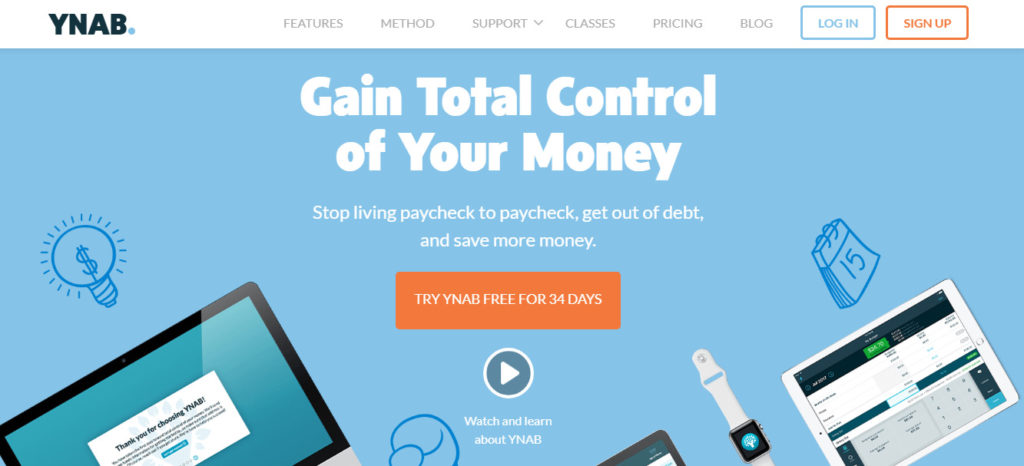 YNAB.
FEATURES
METHOD
SUPPORT
CLASSES
PRICING
BLOG
LOG IN
SIGN UP
Gain Total Control
of Your Money
Stop living paycheck to paycheck, get out of debt,
and save more money.
TRY YNAB FREE FOR 34 DAYS
Watch and learn
about YNAB
$
15
Thank you for choosing YNAB!